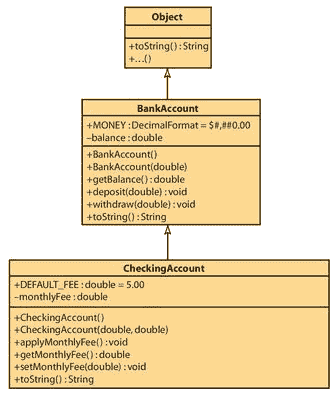 Object
+toString() : String
+...()
BankAccount
+MONEY : DecimalFormat = $#,##0.00
–balance : double
+BankAccount()
+BankAccount(double)
+getBalance() : double
+deposit(double) : void
+withdraw(double) : void
+toString() : String
CheckingAccount
+DEFAULT_FEE : double = 5.00
–monthlyFee : double
+CheckingAccount()
+CheckingAccount(double, double)
+applyMonthlyFee() : void
+getMonthlyFee() : double
+setMonthlyFee(double) : void
+toString() : String